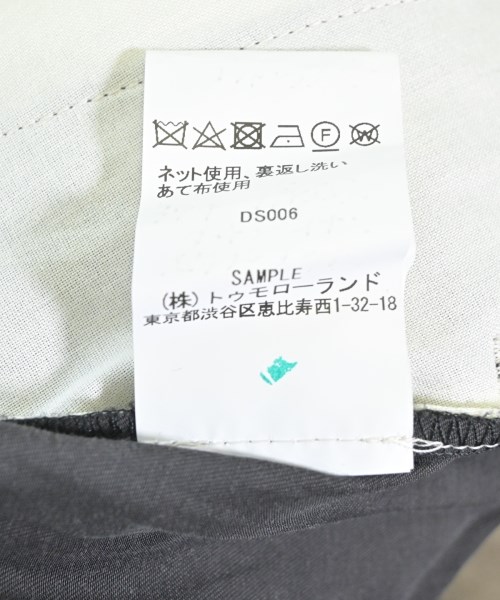 ネット使用、裏返し洗い
あて布使用
DS006
SAMPLE
(株)トゥモローランド
東京都渋谷区恵比寿西1-32-18